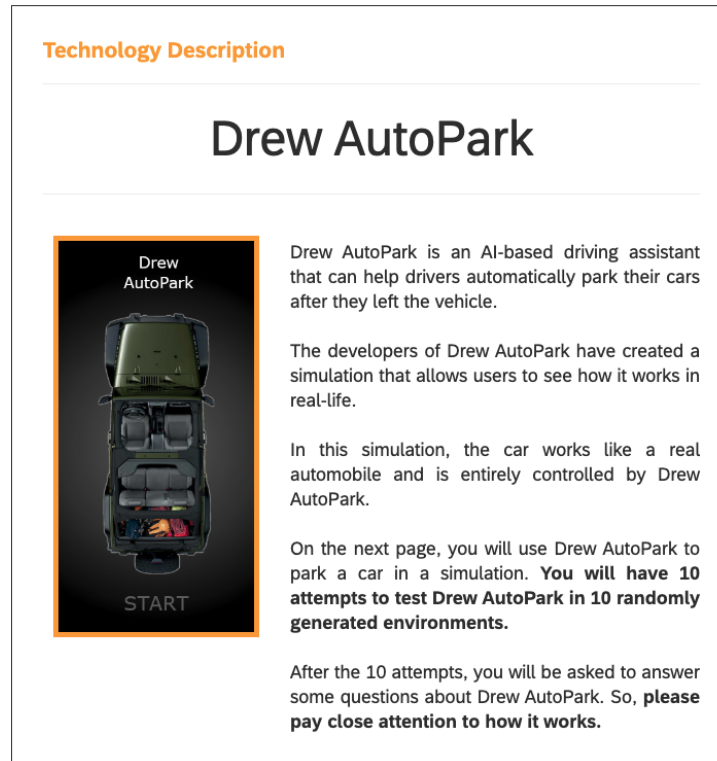 Technology Description
Drew AutoPark
Drew
AutoPark
START
Drew AutoPark is an AI-based driving assistant
that can help drivers automatically park their cars
after they left the vehicle.
The developers of Drew AutoPark have created a
simulation that allows users to see how it works in
real-life.
In this simulation, the car works like a real
automobile and is entirely controlled by Drew
AutoPark.
On the next page, you will use Drew AutoPark to
park a car in a simulation. You will have 10
attempts to test Drew AutoPark in 10 randomly
generated environments.
After the 10 attempts, you will be asked to answer
some questions about Drew AutoPark. So, please
pay close attention to how it works.